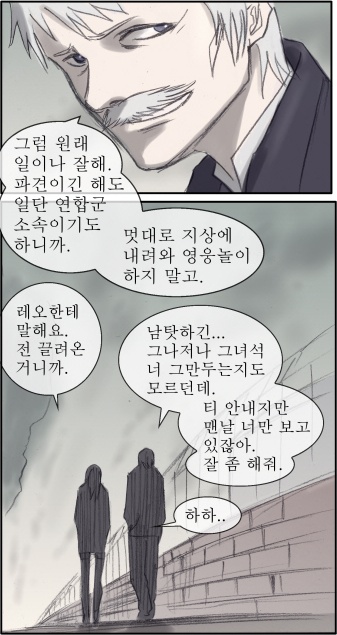 그럼 원래
일이나 잘해.
파견이긴 해도
일단 연합군
소속이기도
하니까.
멋대로 지상에
내려와 영웅놀이
하지 말고.
레오한테
말해요.
전 끌려온
거니까.
남탓하긴...
그나저나 그녀석
너 그만두는지도
모르던데.
티 안내지만
맨날 너만 보고
있잖아.
잘 좀 해줘.
하하..